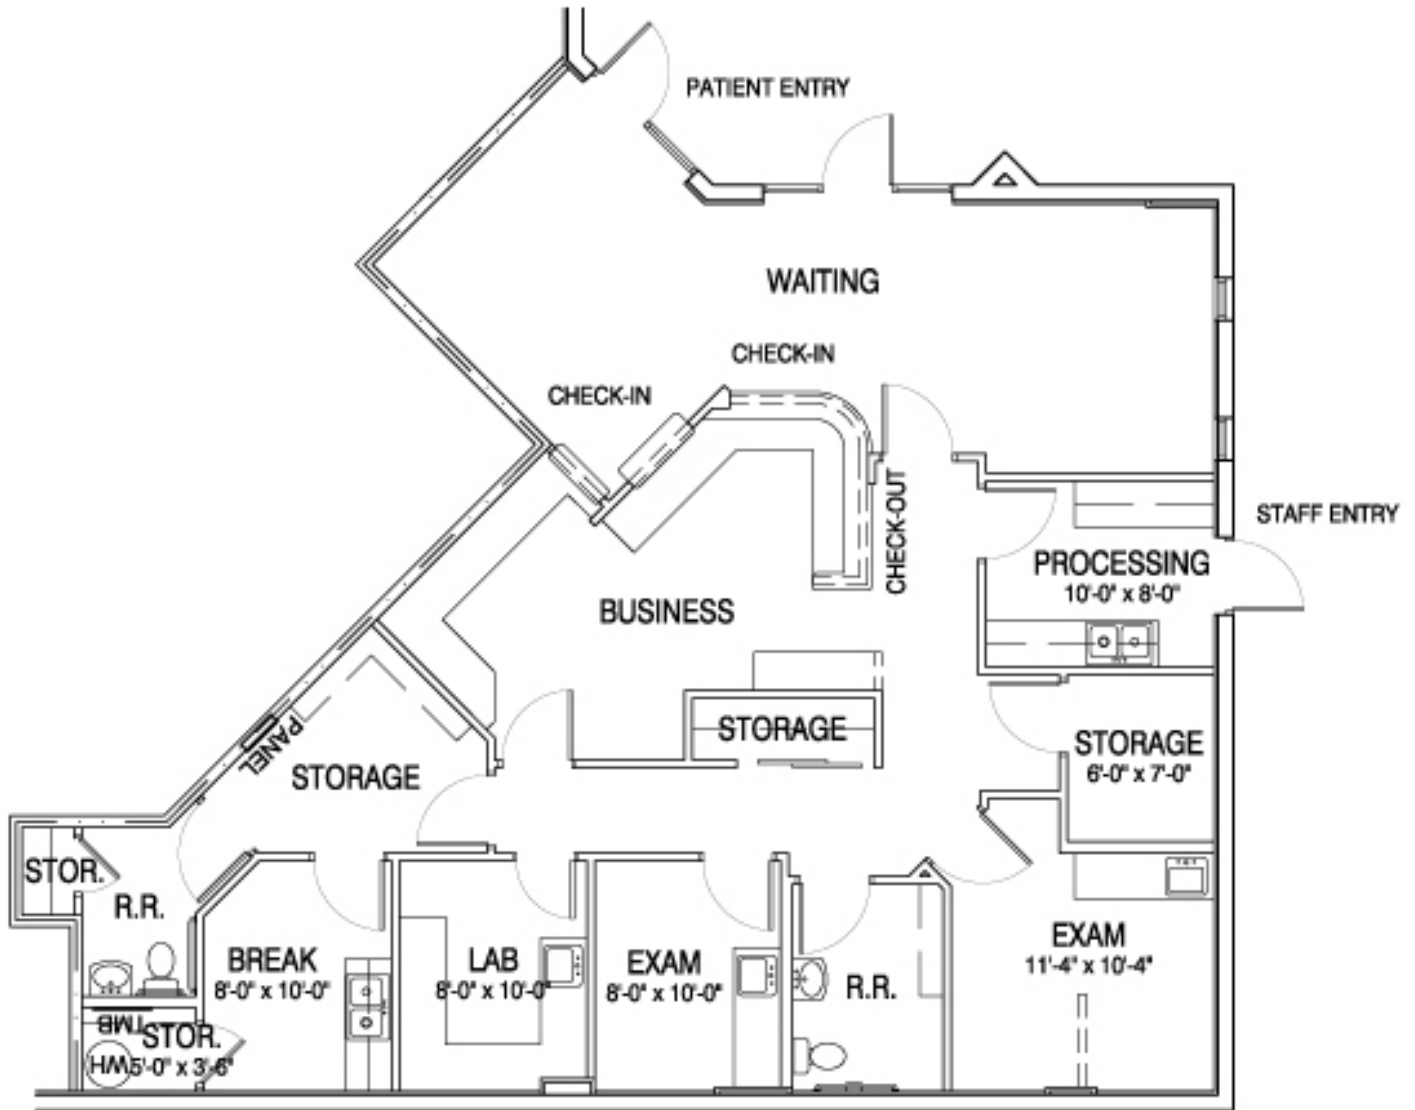 PATIENT ENTRY
WAITING
CHECK-IN
CHECK-IN
CHECK-OUT
STAFF ENTRY
PROCESSING
10'-0" x 8'-0"
BUSINESS
STORAGE
STORAGE
6'-0" x 7'-0"
PANEL
STORAGE
STOR.
R.R.
BREAK
8'-0" x 10'-0"
LAB
8'-0" x 10'-0"
EXAM
8'-0" x 10'-0"
R.R.
EXAM
11'-4" x 10'-4"
TMB
STOR.
5'-0" x 3'-6"
WH